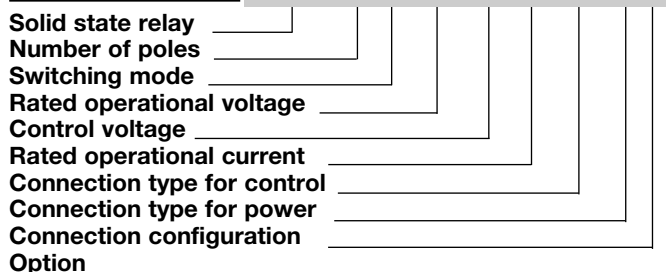 Solid state relay
Number of poles
Switching mode
Rated operational voltage
Control voltage
Rated operational current
Connection type for control
Connection type for power
Connection configuration
Option